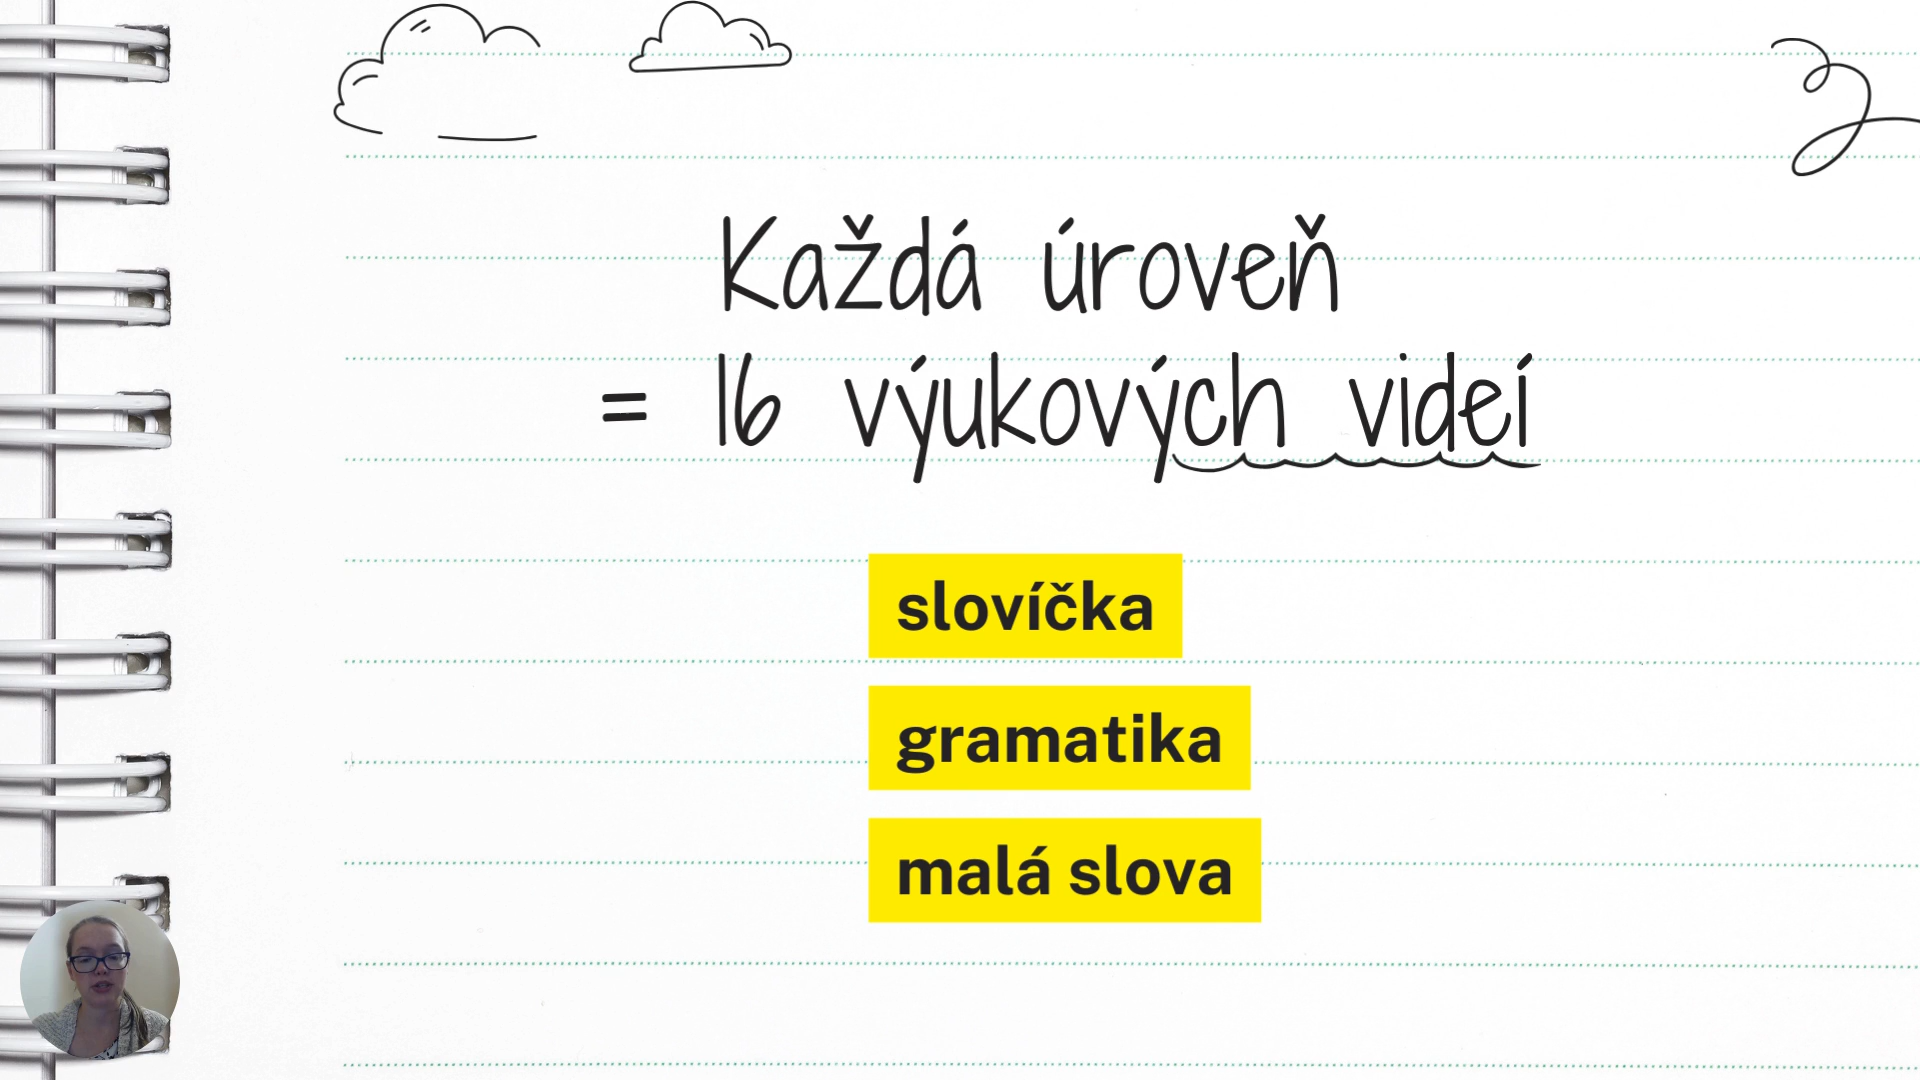 Každá úroveň
= 16 výukových videí
slovíčka
gramatika
malá slova